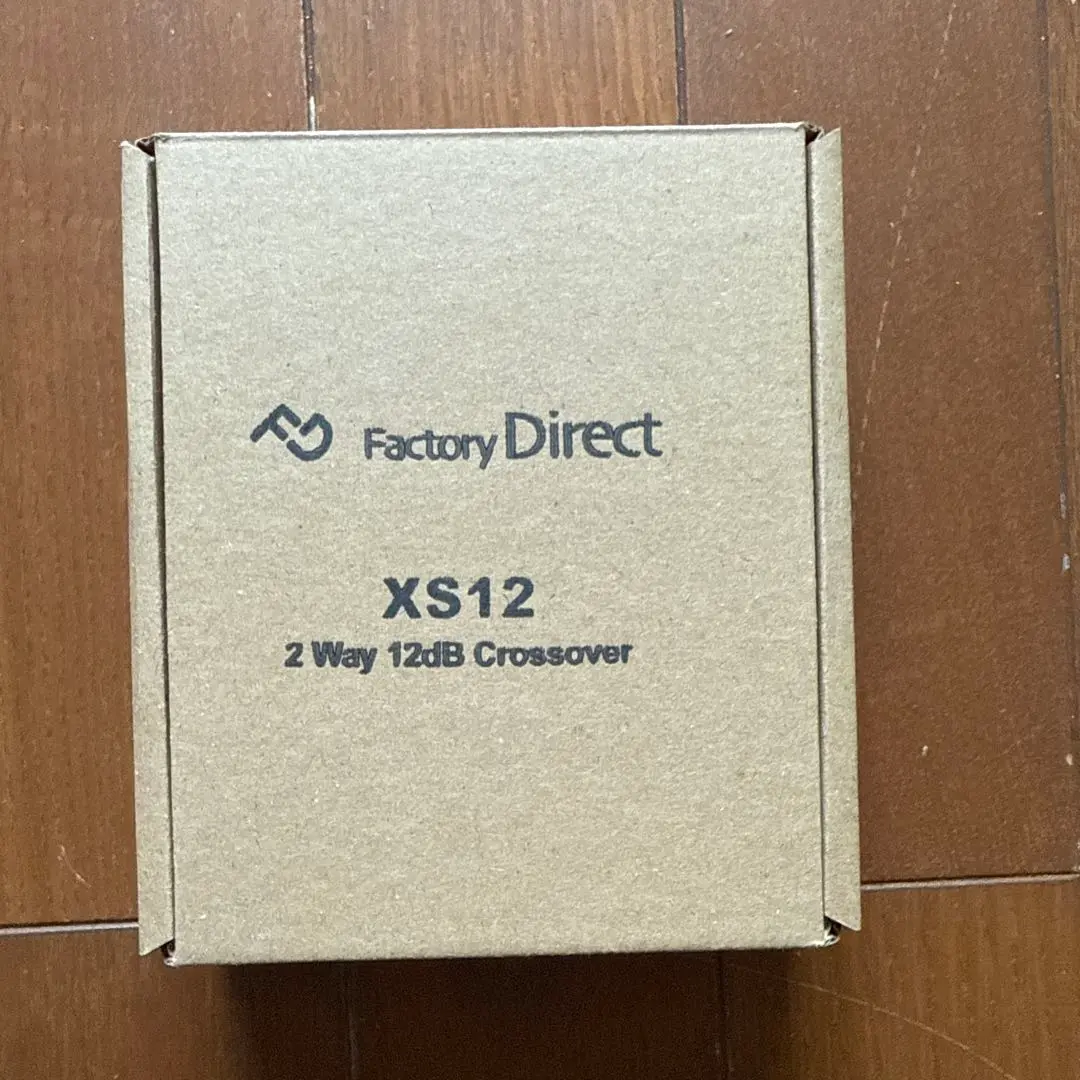 FD Factory Direct
XS12
2 Way 12dB Crossover